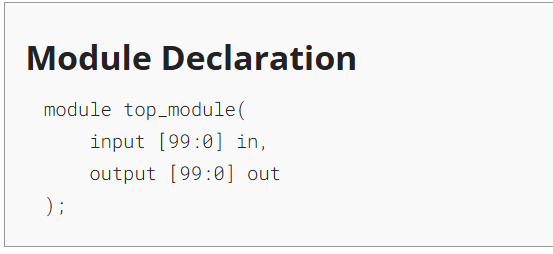 Module Declaration
module top_module(
    input [99:0] in,
    output [99:0] out
);